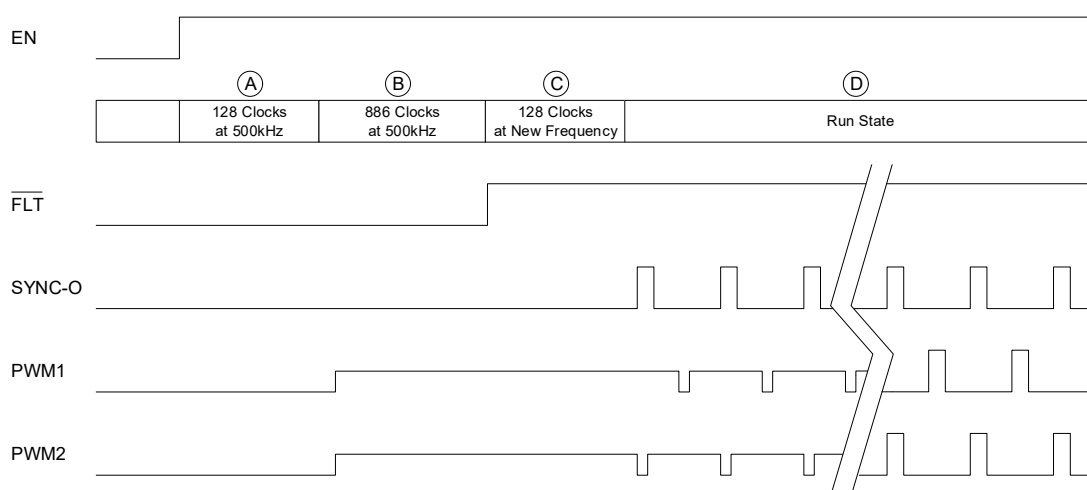 EN
A
B
C
D
128 Clocks
at 500kHz
886 Clocks
at 500kHz
128 Clocks
at New Frequency
Run State
FLT
SYNC-O
PWM1
PWM2